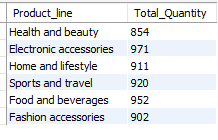 Product_line Total_Quantity
Health and beauty 854
Electronic accessories 971
Home and lifestyle 911
Sports and travel 920
Food and beverages 952
Fashion accessories 902